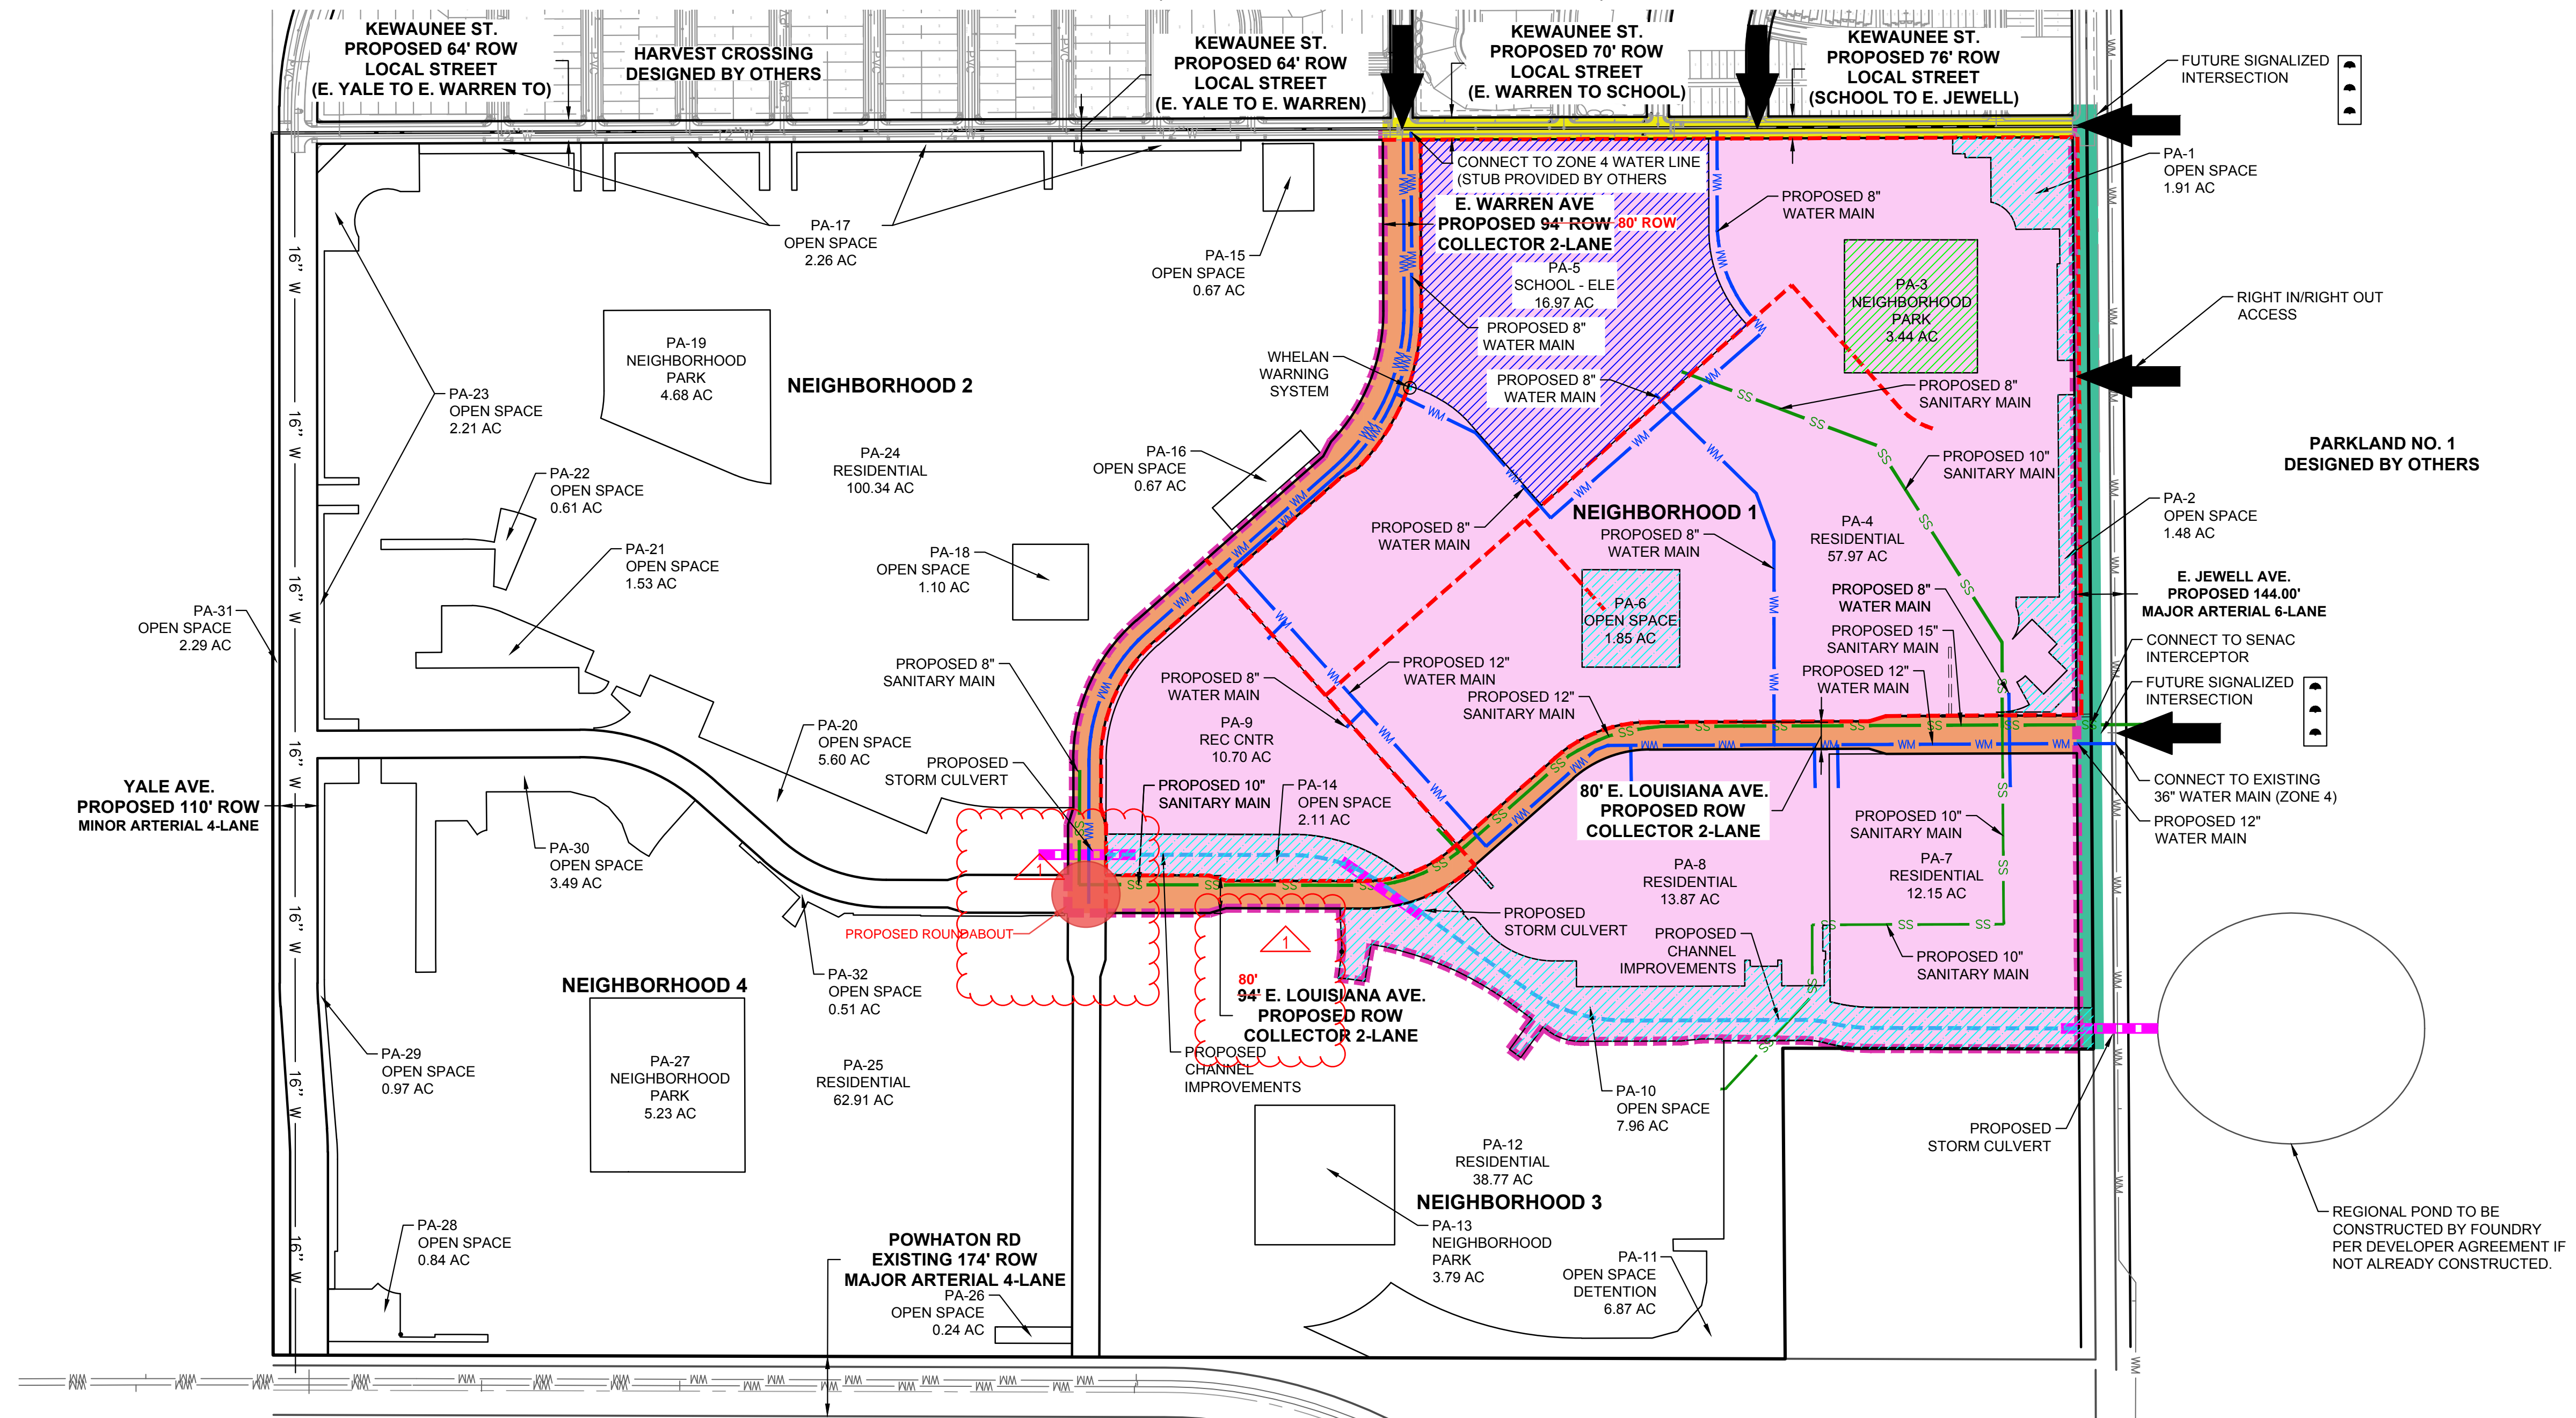 KEWAUNEE ST.
PROPOSED 64' ROW
LOCAL STREET
(E. YALE TO E. WARREN TO)
HARVEST CROSSING
DESIGNED BY OTHERS
KEWAUNEE ST.
PROPOSED 64' ROW
LOCAL STREET
(E. YALE TO E. WARREN)
KEWAUNEE ST.
PROPOSED 70' ROW
LOCAL STREET
(E. WARREN TO SCHOOL)
KEWAUNEE ST.
PROPOSED 76' ROW
LOCAL STREET
(SCHOOL TO E. JEWELL)
FUTURE SIGNALIZED
INTERSECTION
PA-1
OPEN SPACE
1.91 AC
CONNECT TO ZONE 4 WATER LINE
(STUB PROVIDED BY OTHERS
E. WARREN AVE
PROPOSED 94' ROW 80' ROW
COLLECTOR 2-LANE
PROPOSED 8"
WATER MAIN
PA-17
OPEN SPACE
2.26 AC
PA-15
OPEN SPACE
0.67 AC
PA-5
SCHOOL - ELE
16.97 AC
PROPOSED 8"
WATER MAIN
PA-3
NEIGHBORHOOD
PARK
3.44 AC
RIGHT IN/RIGHT OUT
ACCESS
PA-19
NEIGHBORHOOD
PARK
4.68 AC
NEIGHBORHOOD 2
WHELAN
WARNING
SYSTEM
PROPOSED 8"
WATER MAIN
PROPOSED 8"
SANITARY MAIN
PA-23
OPEN SPACE
2.21 AC
PA-24
RESIDENTIAL
100.34 AC
PA-16
OPEN SPACE
0.67 AC
PROPOSED 10"
SANITARY MAIN
PARKLAND NO. 1
DESIGNED BY OTHERS
PA-22
OPEN SPACE
0.61 AC
PA-2
OPEN SPACE
1.48 AC
PROPOSED 8"
WATER MAIN
NEIGHBORHOOD 1
PROPOSED 8"
WATER MAIN
PA-4
RESIDENTIAL
57.97 AC
PA-21
OPEN SPACE
1.53 AC
PA-18
OPEN SPACE
1.10 AC
E. JEWELL AVE.
PROPOSED 144.00'
MAJOR ARTERIAL 6-LANE
PA-31
OPEN SPACE
2.29 AC
PA-6
OPEN SPACE
1.85 AC
PROPOSED 8"
WATER MAIN
PROPOSED 15"
SANITARY MAIN
CONNECT TO SENAC
INTERCEPTOR
PROPOSED 8"
SANITARY MAIN
PROPOSED 8"
WATER MAIN
PROPOSED 12"
WATER MAIN
PROPOSED 12"
SANITARY MAIN
PROPOSED 12"
WATER MAIN
FUTURE SIGNALIZED
INTERSECTION
PA-20
OPEN SPACE
5.60 AC
PA-9
REC CNTR
10.70 AC
PROPOSED
STORM CULVERT
YALE AVE.
PROPOSED 110' ROW
MINOR ARTERIAL 4-LANE
PROPOSED 10"
SANITARY MAIN
PA-14
OPEN SPACE
2.11 AC
80' E. LOUISIANA AVE.
PROPOSED ROW
COLLECTOR 2-LANE
CONNECT TO EXISTING
36" WATER MAIN (ZONE 4)
PROPOSED 12"
WATER MAIN
PROPOSED 10"
SANITARY MAIN
PA-30
OPEN SPACE
3.49 AC
1
PA-8
RESIDENTIAL
13.87 AC
PA-7
RESIDENTIAL
12.15 AC
PROPOSED ROUNDABOUT
1
PROPOSED
STORM CULVERT
PROPOSED
CHANNEL
IMPROVEMENTS
PROPOSED 10"
SANITARY MAIN
PA-32
OPEN SPACE
0.51 AC
NEIGHBORHOOD 4
80'
94' E. LOUISIANA AVE.
PROPOSED ROW
COLLECTOR 2-LANE
PROPOSED
CHANNEL
IMPROVEMENTS
PA-29
OPEN SPACE
0.97 AC
PA-27
NEIGHBORHOOD
PARK
5.23 AC
PA-25
RESIDENTIAL
62.91 AC
PA-10
OPEN SPACE
7.96 AC
PROPOSED
STORM CULVERT
PA-12
RESIDENTIAL
38.77 AC
NEIGHBORHOOD 3
PA-13
NEIGHBORHOOD
PARK
3.79 AC
PA-28
OPEN SPACE
0.84 AC
POWHATON RD
EXISTING 174' ROW
MAJOR ARTERIAL 4-LANE
PA-26
OPEN SPACE
0.24 AC
PA-11
OPEN SPACE
DETENTION
6.87 AC
REGIONAL POND TO BE
CONSTRUCTED BY FOUNDRY
PER DEVELOPER AGREEMENT IF
NOT ALREADY CONSTRUCTED.
16" W
16" W
16" W
16" W
16" W
16" W
16" W